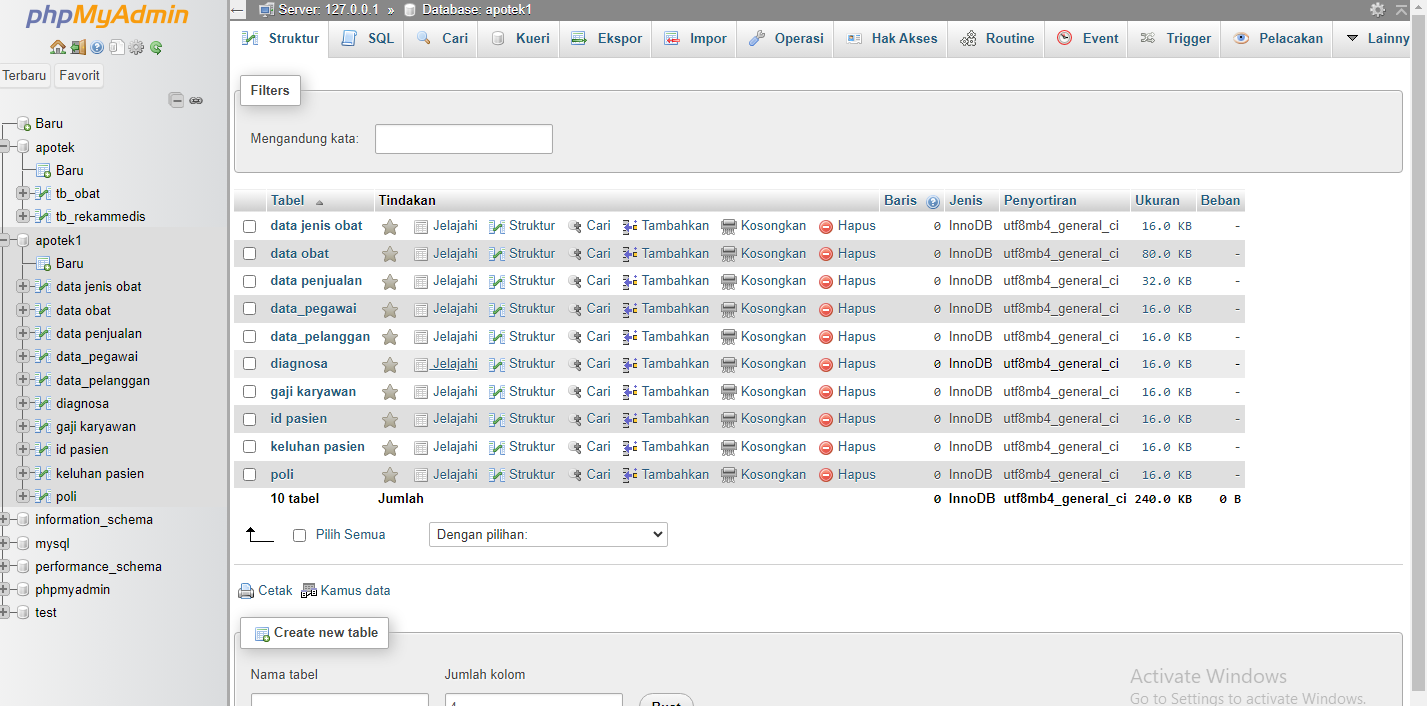 phpMyAdmin
Terbaru Favorit
Baru
apotek
Baru
tb_obat
tb_rekammedis
apotek1
Baru
data jenis obat
data obat
data penjualan
data_pegawai
data_pelanggan
diagnosa
gaji karyawan
id pasien
keluhan pasien
poli
information_schema
mysql
performance_schema
phpmyadmin
test
Server: 127.0.0.1 » Database: apotek1
Struktur SQL Cari Kueri Ekspor Impor Operasi Hak Akses Routine Event Trigger Pelacakan Lainny
Filters
Mengandung kata:
Tabel Tindakan Baris Jenis Penyortiran Ukuran Beban
data jenis obat Jelajahi Struktur Cari Tambahkan Kosongkan Hapus 0 InnoDB utf8mb4_general_ci 16.0 KB -
data obat Jelajahi Struktur Cari Tambahkan Kosongkan Hapus 0 InnoDB utf8mb4_general_ci 80.0 KB -
data penjualan Jelajahi Struktur Cari Tambahkan Kosongkan Hapus 0 InnoDB utf8mb4_general_ci 32.0 KB -
data_pegawai Jelajahi Struktur Cari Tambahkan Kosongkan Hapus 0 InnoDB utf8mb4_general_ci 16.0 KB -
data_pelanggan Jelajahi Struktur Cari Tambahkan Kosongkan Hapus 0 InnoDB utf8mb4_general_ci 16.0 KB -
diagnosa Jelajahi Struktur Cari Tambahkan Kosongkan Hapus 0 InnoDB utf8mb4_general_ci 16.0 KB -
gaji karyawan Jelajahi Struktur Cari Tambahkan Kosongkan Hapus 0 InnoDB utf8mb4_general_ci 16.0 KB -
id pasien Jelajahi Struktur Cari Tambahkan Kosongkan Hapus 0 InnoDB utf8mb4_general_ci 16.0 KB -
keluhan pasien Jelajahi Struktur Cari Tambahkan Kosongkan Hapus 0 InnoDB utf8mb4_general_ci 16.0 KB -
poli Jelajahi Struktur Cari Tambahkan Kosongkan Hapus 0 InnoDB utf8mb4_general_ci 16.0 KB -
10 tabel Jumlah 0 InnoDB utf8mb4_general_ci 240.0 KB 0 B
Pilih Semua Dengan pilihan:
Cetak Kamus data
Create new table
Nama tabel Jumlah kolom
4 Buat
Activate Windows
Go to Settings to activate Windows.